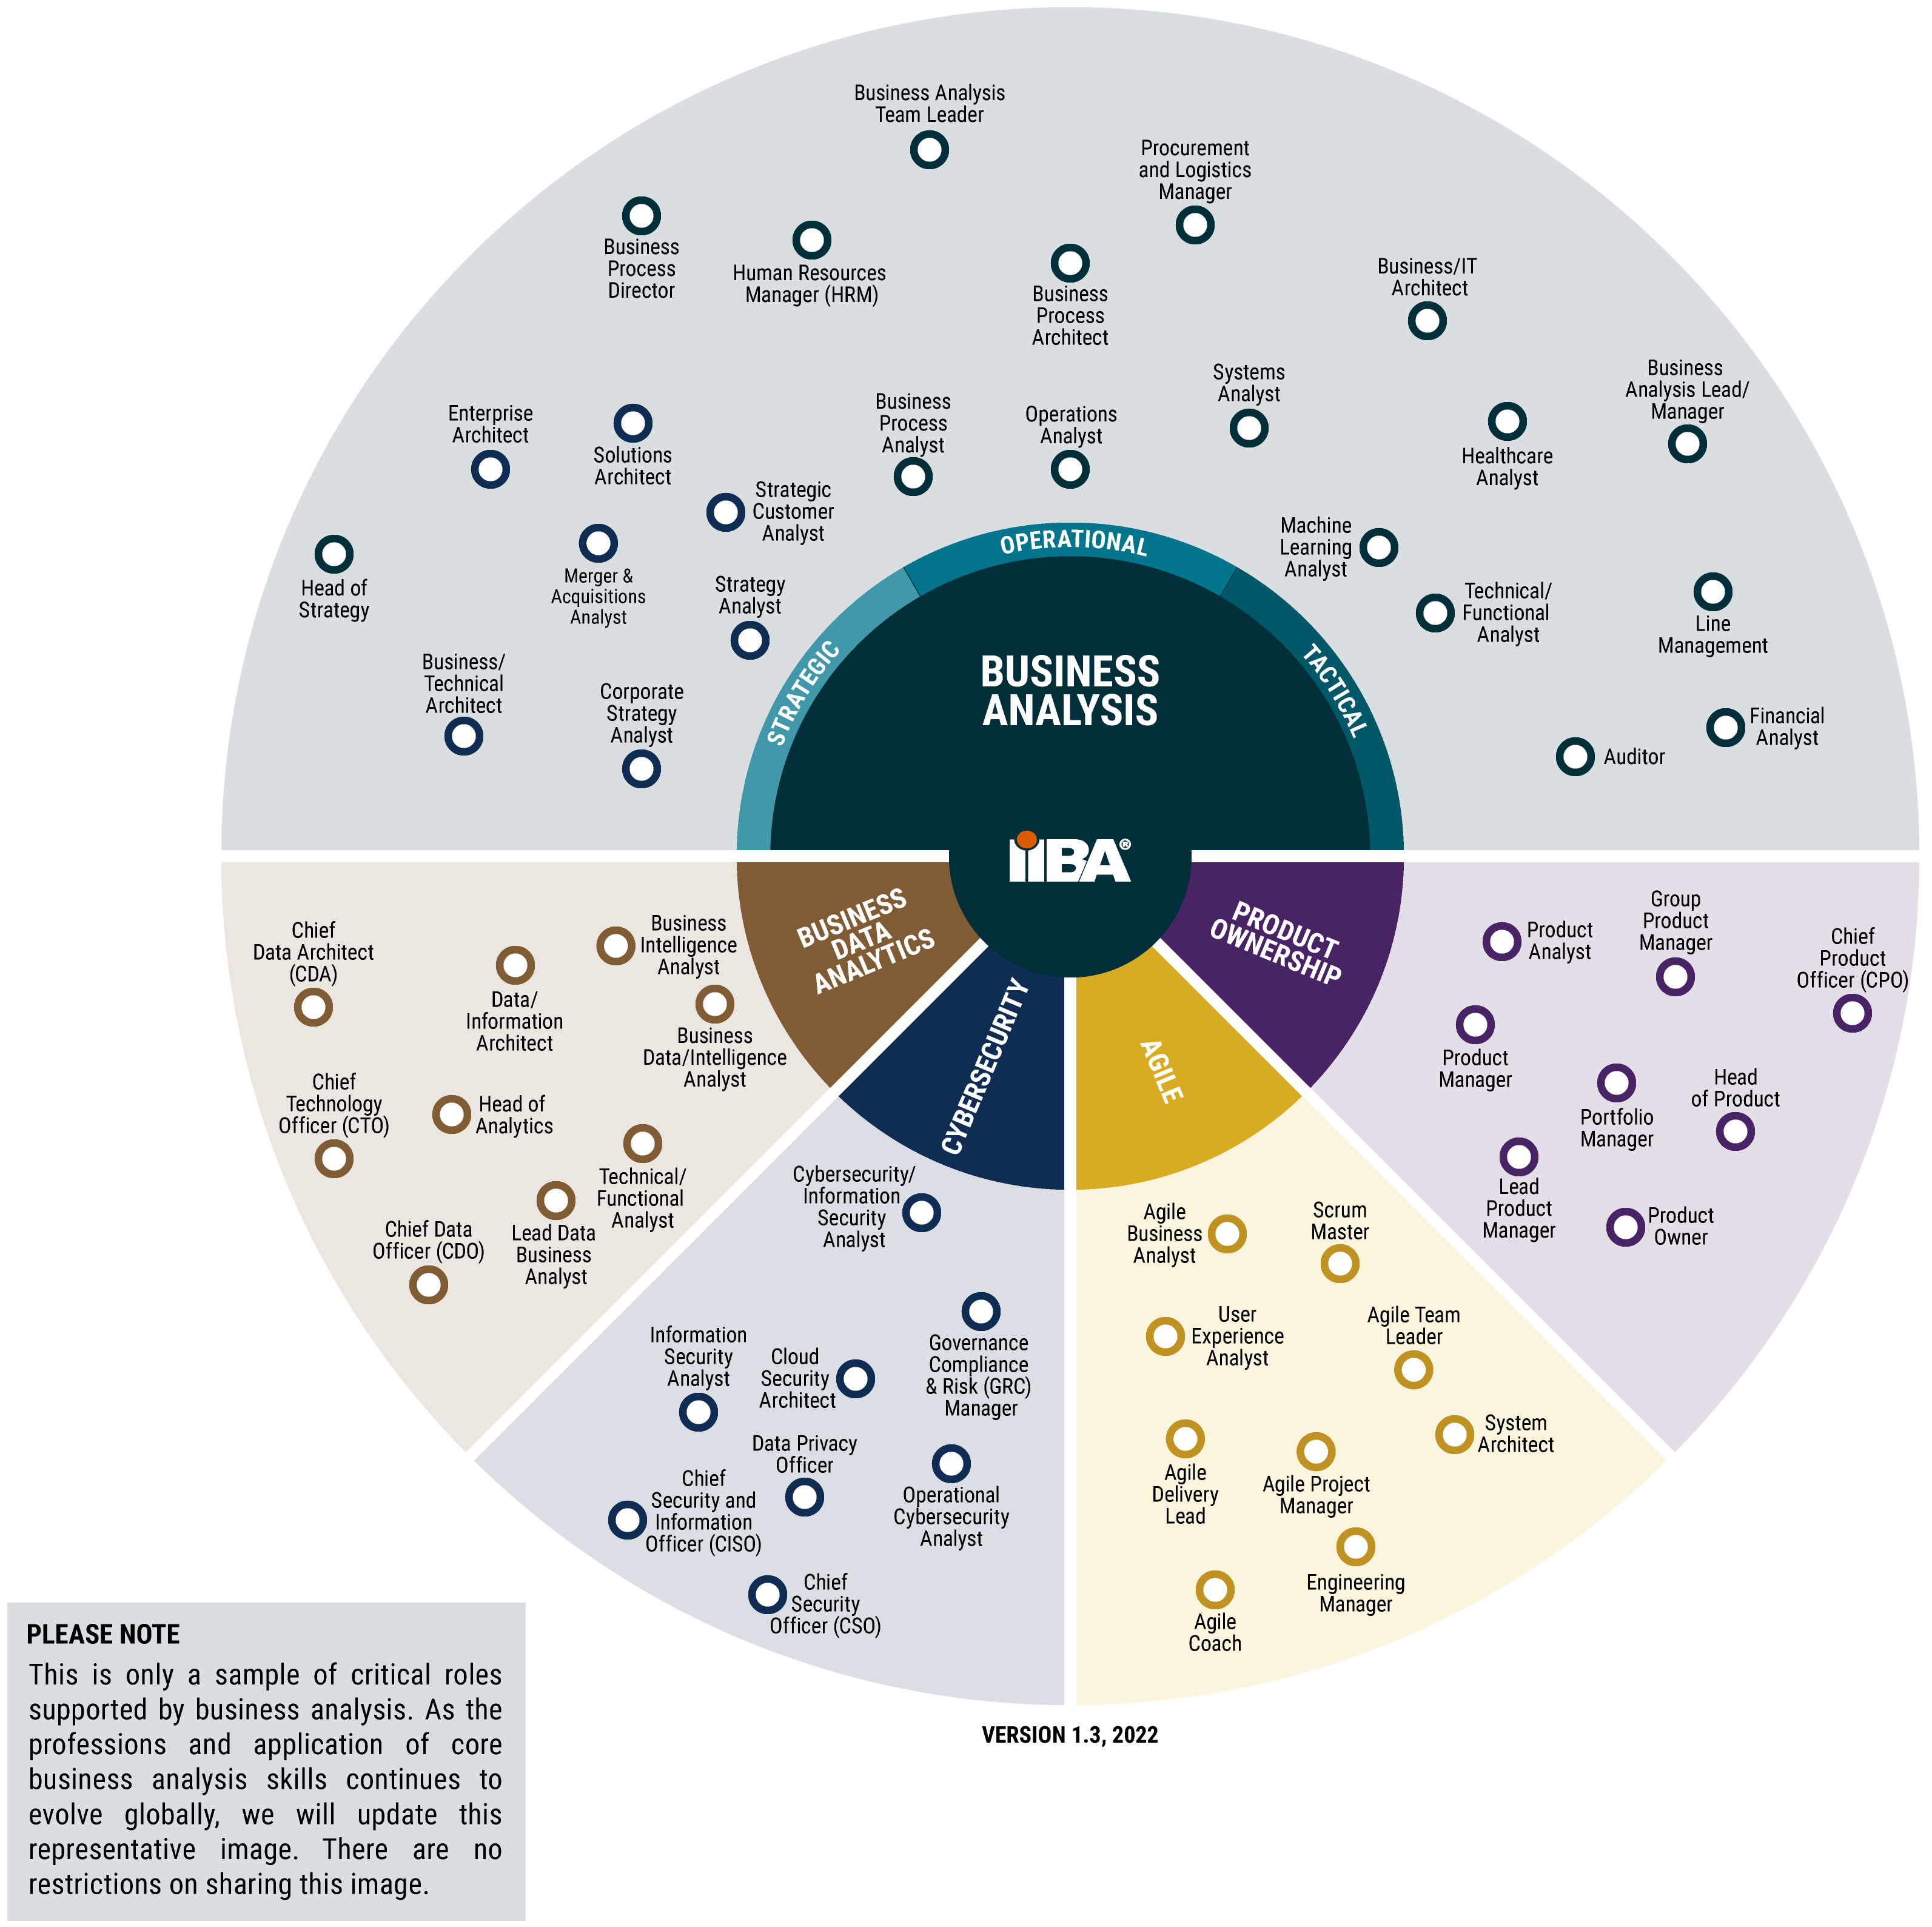 Business Analysis
Team Leader
Procurement
and Logistics
Manager
Business
Process
Director
Human Resources
Manager (HRM)
Business
Process
Architect
Business/IT
Architect
Business
Analysis Lead/
Manager
Systems
Analyst
Enterprise
Architect
Solutions
Architect
Business
Process
Analyst
Operations
Analyst
Healthcare
Analyst
Strategic
Customer
Analyst
Machine
Learning
Analyst
Head of
Strategy
Merger &
Acquisitions
Analyst
Strategy
Analyst
Technical/
Functional
Analyst
Line
Management
Business/
Technical
Architect
Corporate
Strategy
Analyst
Financial
Analyst
Auditor
STRATEGIC
OPERATIONAL
TACTICAL
BUSINESS
ANALYSIS
iiBA®
BUSINESS
DATA
ANALYTICS
CYBERSECURITY
AGILE
PRODUCT
OWNERSHIP
Chief
Data Architect
(CDA)
Data/
Information
Architect
Business
Intelligence
Analyst
Business
Data/Intelligence
Analyst
Chief
Technology
Officer (CTO)
Head of
Analytics
Technical/
Functional
Analyst
Chief Data
Officer (CDO)
Lead Data
Business
Analyst
Cybersecurity/
Information
Security
Analyst
Governance
Compliance
& Risk (GRC)
Manager
Information
Security
Analyst
Cloud
Security
Architect
Data Privacy
Officer
Chief
Security and
Information
Officer (CISO)
Operational
Cybersecurity
Analyst
Chief
Security
Officer (CSO)
Agile
Business
Analyst
Scrum
Master
User
Experience
Analyst
Agile Team
Leader
System
Architect
Agile
Delivery
Lead
Agile Project
Manager
Engineering
Manager
Agile
Coach
Product
Analyst
Group
Product
Manager
Chief
Product
Officer (CPO)
Product
Manager
Portfolio
Manager
Head
of Product
Lead
Product
Manager
Product
Owner
PLEASE NOTE
This is only a sample of critical roles
supported by business analysis. As the
professions and application of core
business analysis skills continues to
evolve globally, we will update this
representative image. There are no
restrictions on sharing this image.
VERSION 1.3, 2022